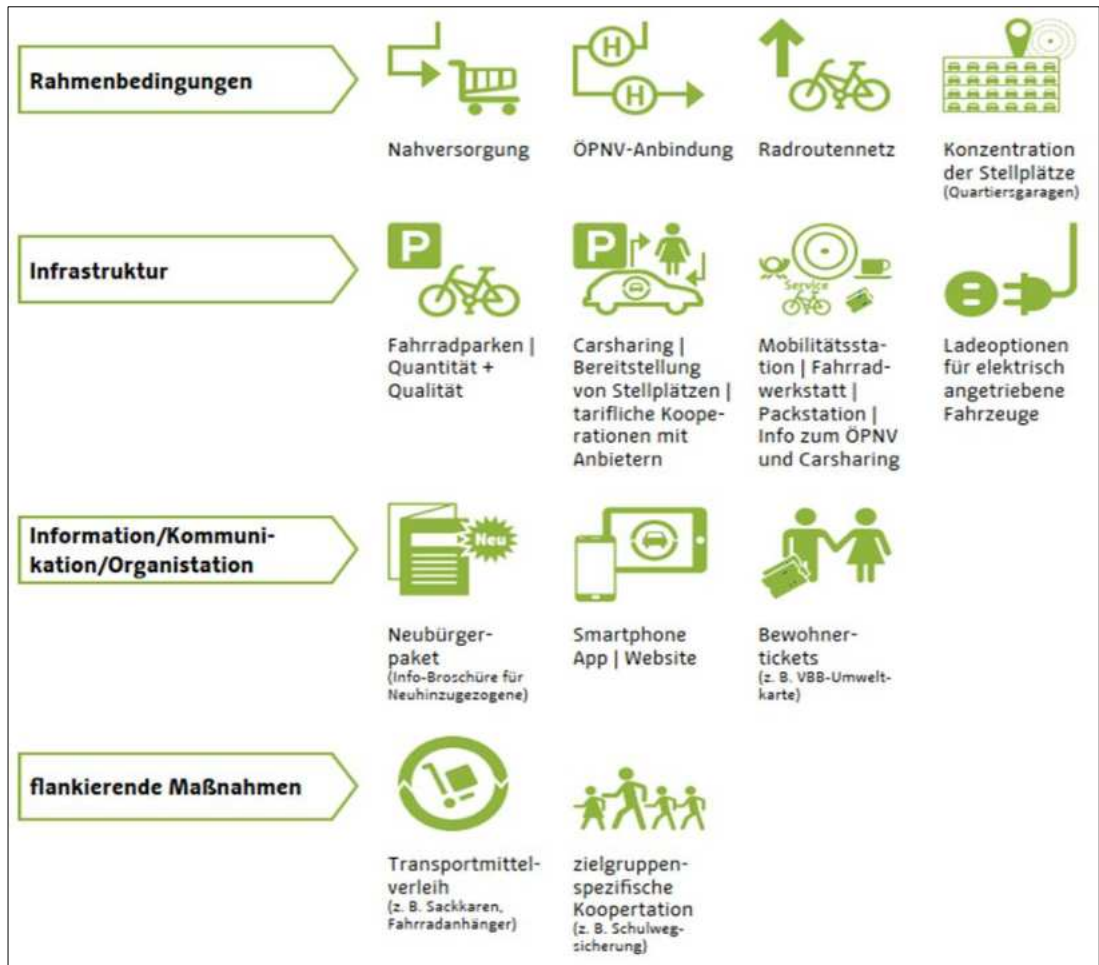 Rahmenbedingungen
H
H
Nahversorgung
ÖPNV-Anbindung
Radroutennetz
Konzentration
der Stellplätze
(Quartiersgaragen)
Infrastruktur
P
P
Service
Fahrradparken |
Quantität +
Qualität
Carsharing |
Bereitstellung
von Stellplätzen |
tarifliche Koope-
rationen mit
Anbietern
Mobilitätssta-
tion | Fahrrad-
werkstatt |
Packstation |
Info zum ÖPNV
und Carsharing
Ladeoptionen
für elektrisch
angetriebene
Fahrzeuge
Information/Kommuni-
kation/Organistation
Neu
Neubürger-
paket
(Info-Broschüre für
Neuhinzugezogene)
Smartphone
App | Website
Bewohner-
tickets
(z. B. VBB-Umwelt-
karte)
flankierende Maßnahmen
Transportmittel-
verleih
(z. B. Sackkaren,
Fahrradanhänger)
zielgruppen-
spezifische
Koopertation
(z. B. Schulweg-
sicherung)